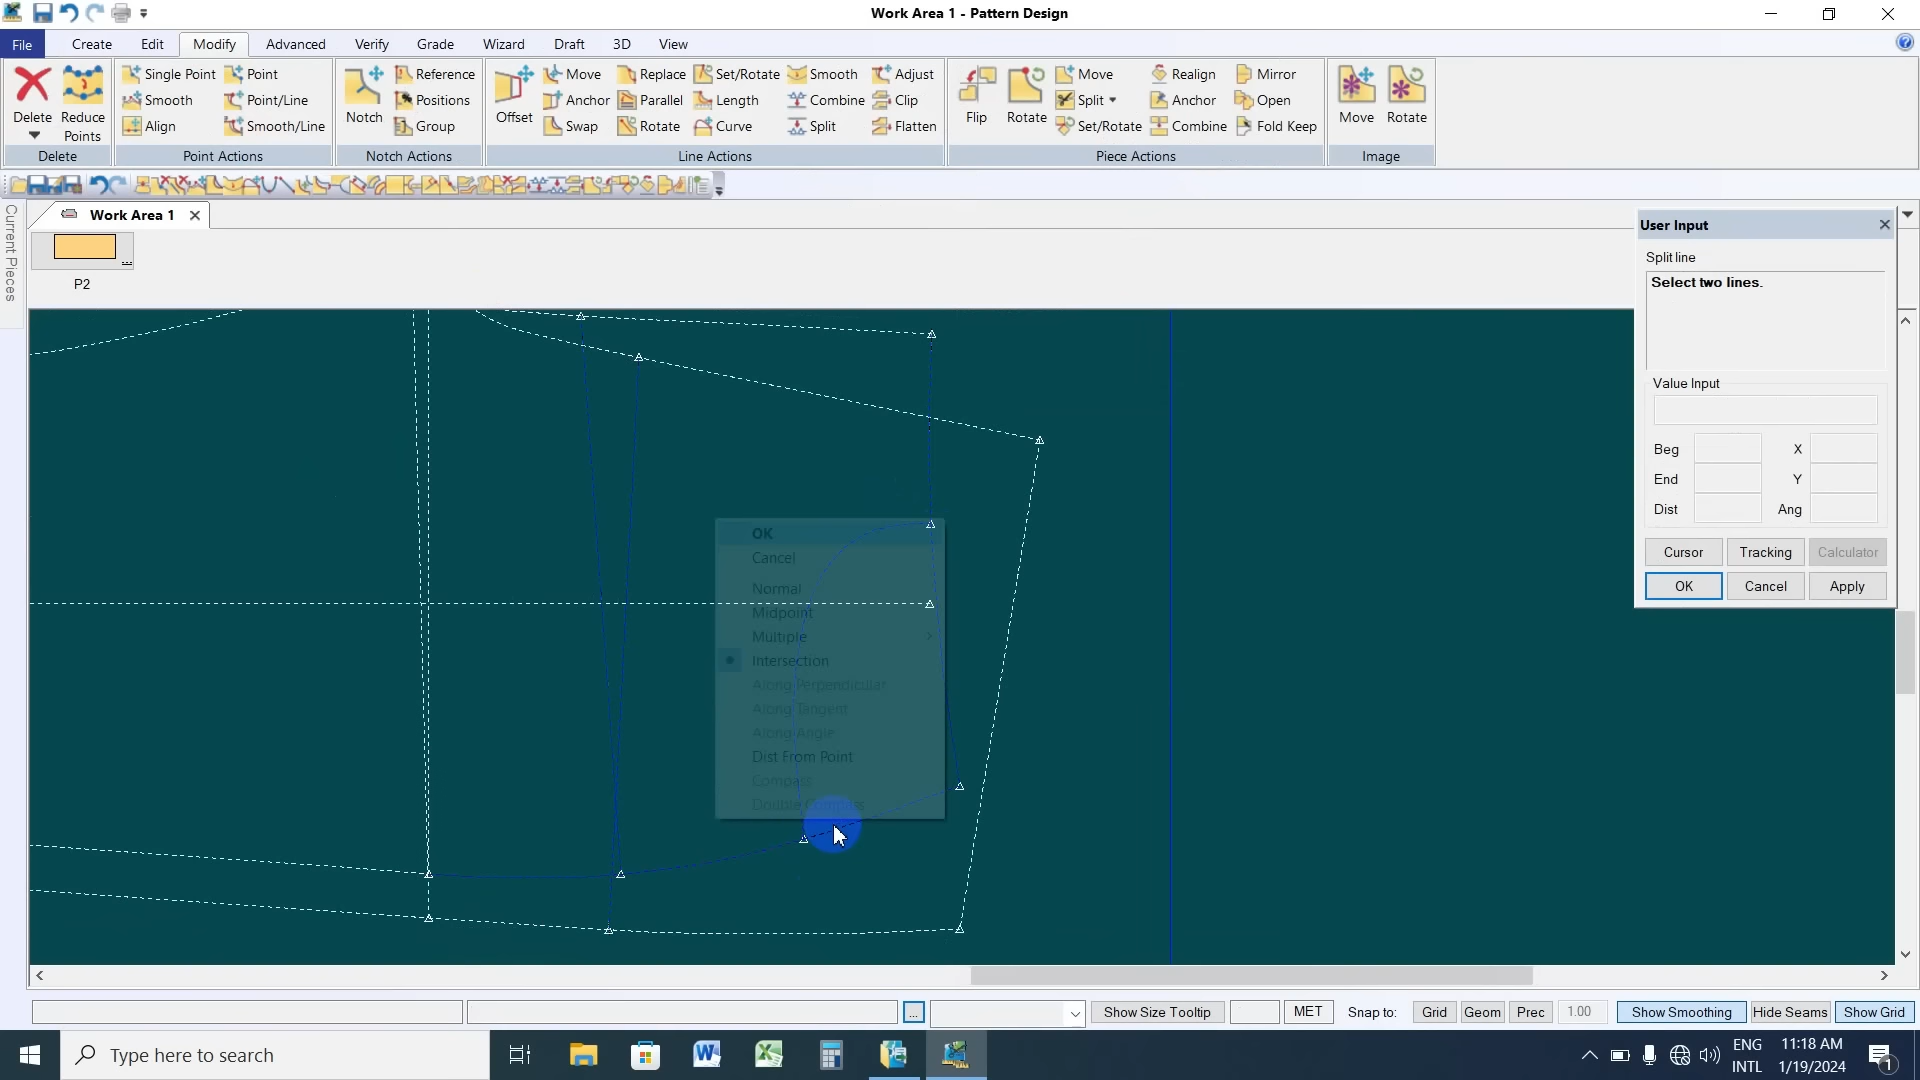 Work Area 1 - Pattern Design
File Create Edit Modify Advanced Verify Grade Wizard Draft 3D View
Single Point Point Reference Move Replace Set/Rotate Smooth Adjust Move Realign Mirror
Smooth Point/Line Positions Anchor Parallel Length Combine Clip Split Anchor Open
Delete Reduce Points Notch Offset Flip Rotate Move Rotate
Align Smooth/Line Group Swap Rotate Curve Split Flatten Set/Rotate Combine Fold Keep
Delete Point Actions Notch Actions Line Actions Piece Actions Image
Current Pieces
Work Area 1
P2
User Input
Split line
Select two lines.
Value Input
Beg X
End Y
Dist Ang
Cursor Tracking Calculator
OK Cancel Apply
OK
Cancel
Normal
Midpoint
Multiple
Intersection
Along Perpendicular
Along Tangent
Along Angle
Dist From Point
Compass
Double Compass
... Show Size Tooltip MET Snap to: Grid Geom Prec 1.00 Show Smoothing Hide Seams Show Grid
Type here to search
ENG
INTL
11:18 AM
1/19/2024
1